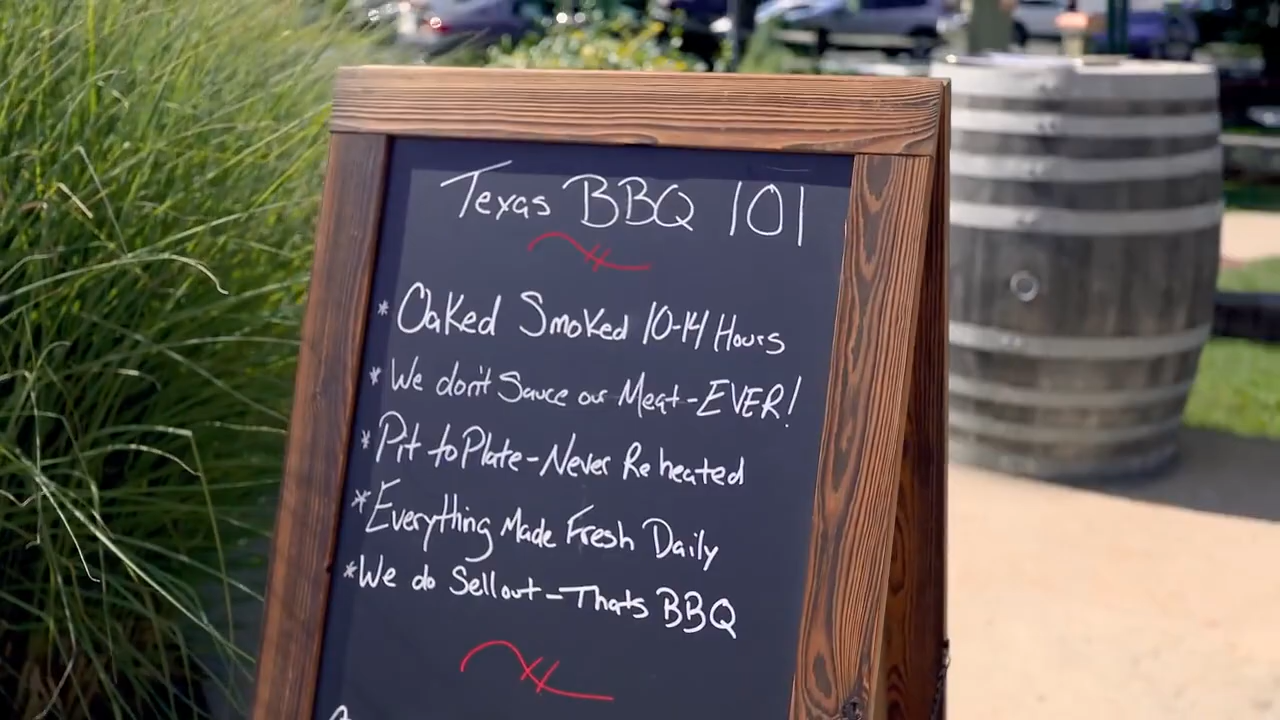 Texas BBQ 101
* Oaked Smoked 10-14 Hours
* We don't Sauce our Meat-EVER!
* Pit to Plate-Never Reheated
* Everything Made Fresh Daily
* We do Sellout-Thats BBQ